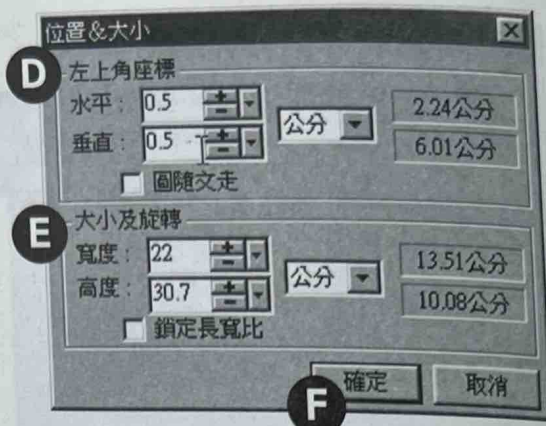 位置&大小
D 左上角座標
水平： 0.5 公分 2.24公分
垂直： 0.5 6.01公分
圖隨文走
E 大小及旋轉
寬度： 22 公分 13.51公分
高度： 30.7 10.08公分
鎖定長寬比
F 確定 取消